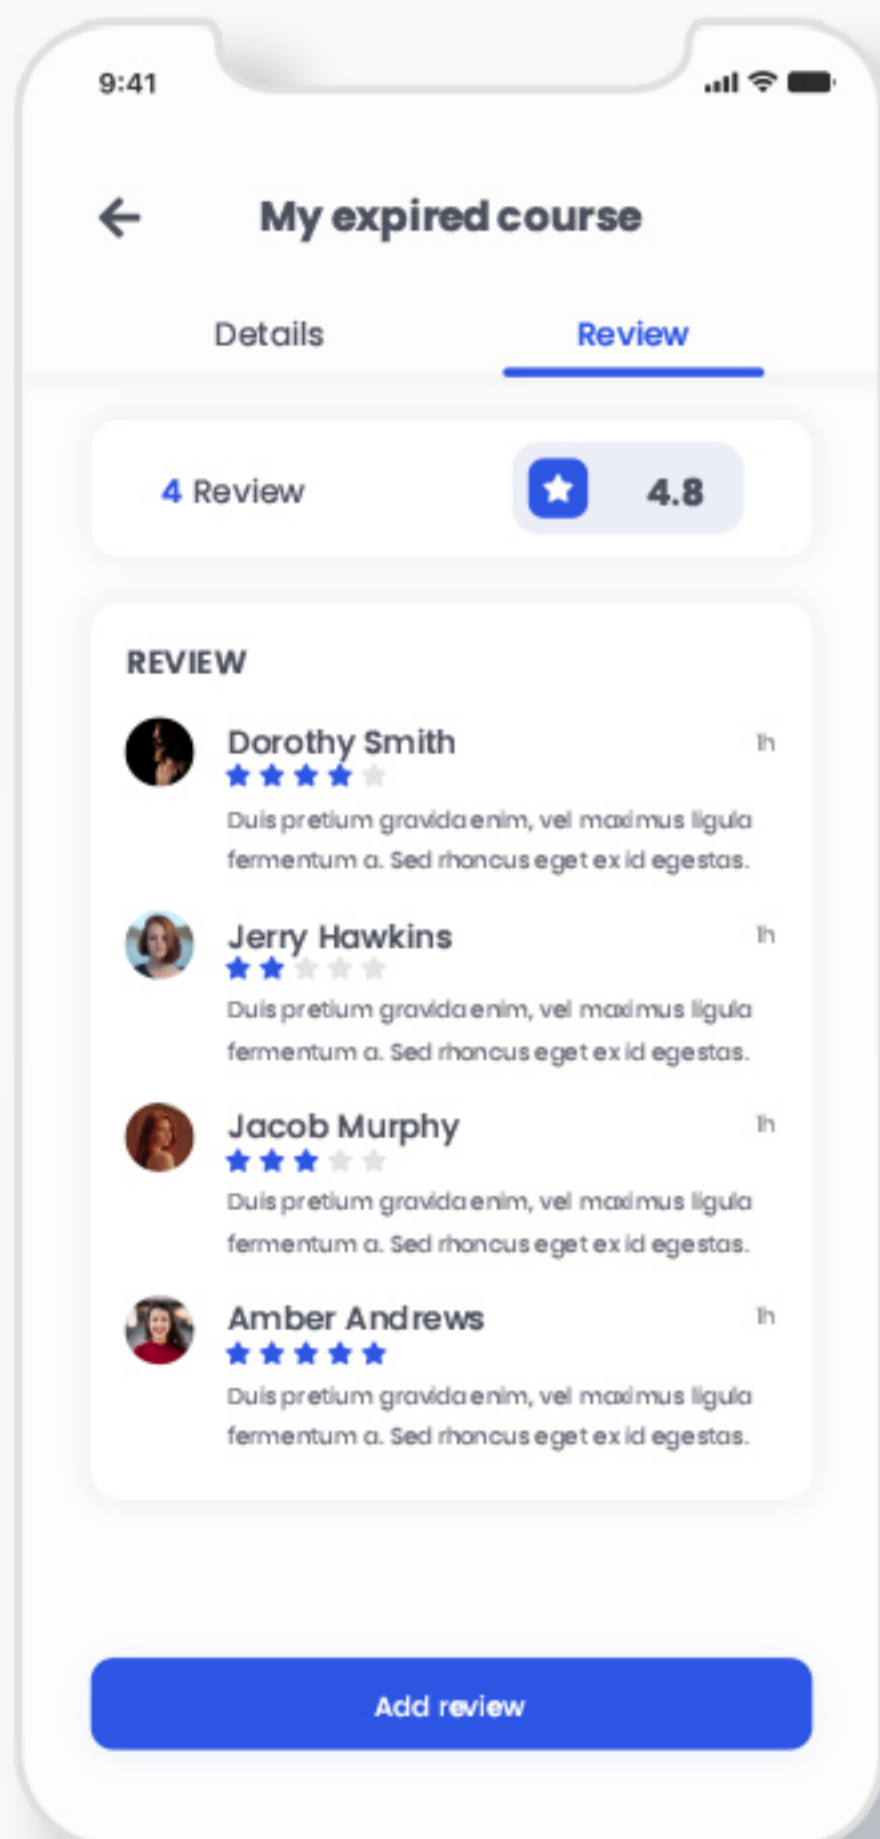 9:41
My expired course
Details
Review
4 Review
4.8
REVIEW
Dorothy Smith
1h
Duis pretium gravida enim, vel maximus ligula
fermentum a. Sed rhoncus eget ex id egestas.
Jerry Hawkins
1h
Duis pretium gravida enim, vel maximus ligula
fermentum a. Sed rhoncus eget ex id egestas.
Jacob Murphy
1h
Duis pretium gravida enim, vel maximus ligula
fermentum a. Sed rhoncus eget ex id egestas.
Amber Andrews
1h
Duis pretium gravida enim, vel maximus ligula
fermentum a. Sed rhoncus eget ex id egestas.
Add review